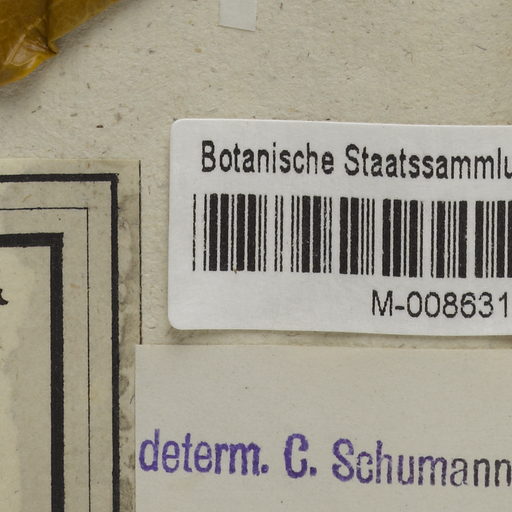 Botanische Staatssammlu
M-008631
determ. C. Schumann